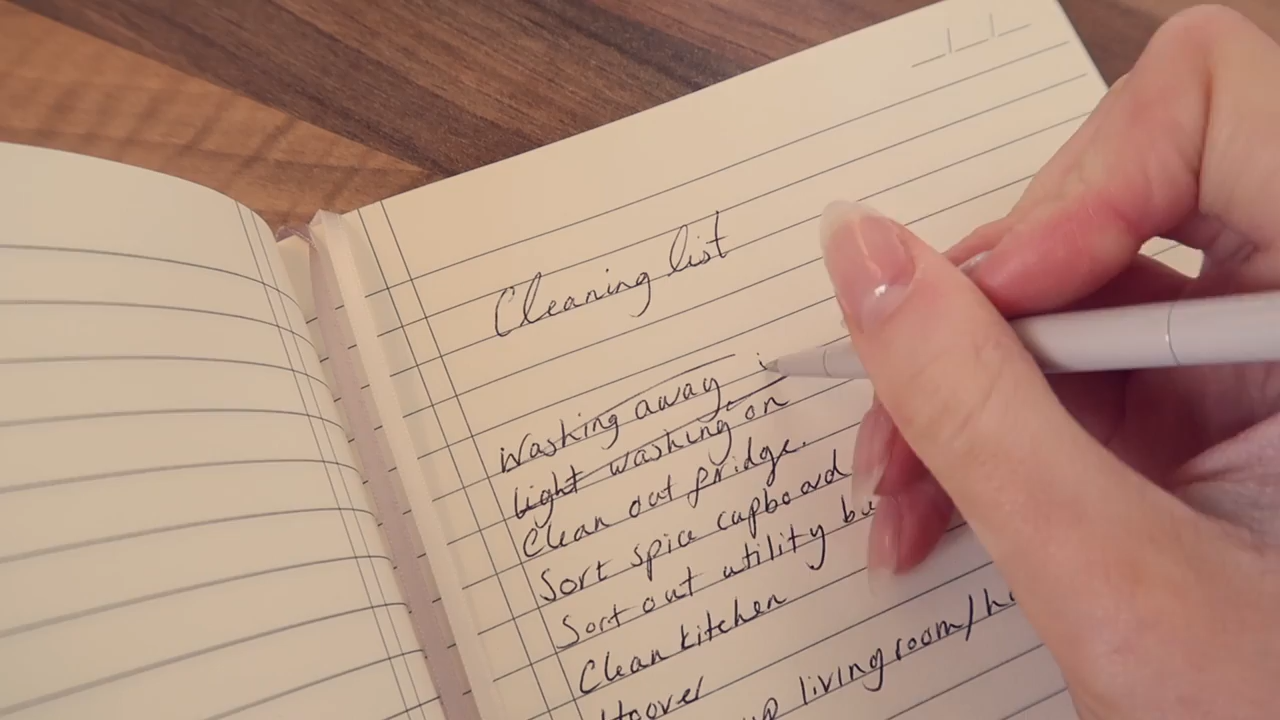 Cleaning list
Washing away
light washing on
Clean out fridge.
Sort spice cupboard
Sort out utility
Clean kitchen
Hoover
up living room/